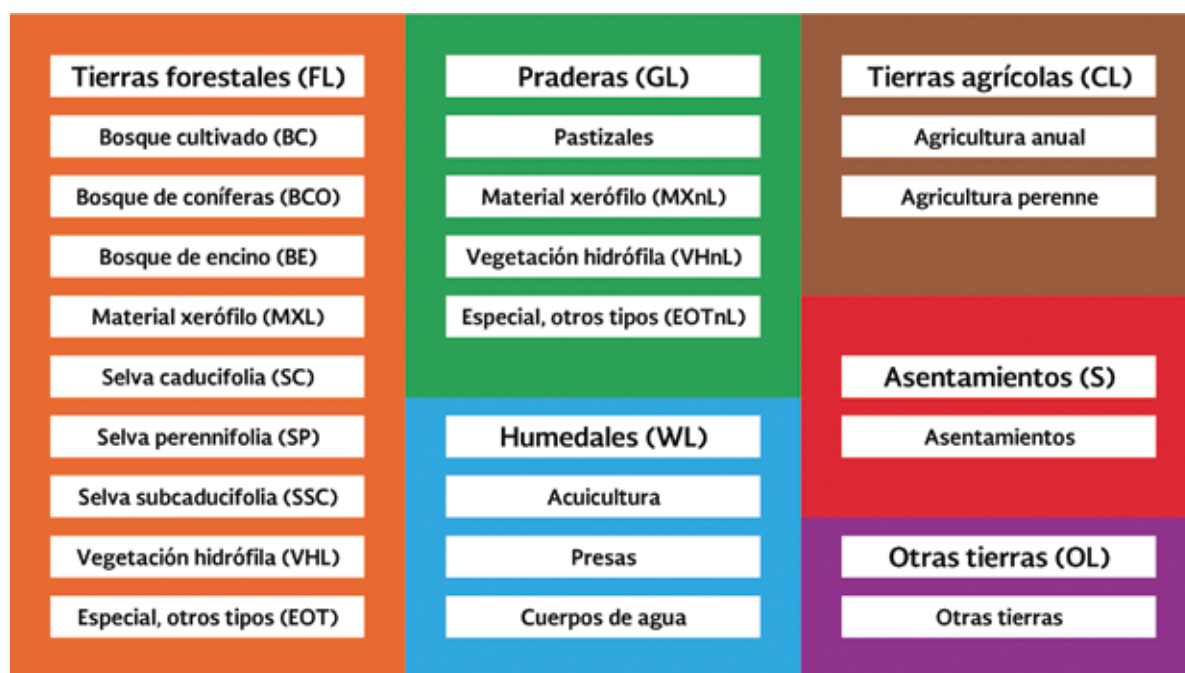 Tierras forestales (FL)
Bosque cultivado (BC)
Bosque de coníferas (BCO)
Bosque de encino (BE)
Material xerófilo (MXL)
Selva caducifolia (SC)
Selva perennifolia (SP)
Selva subcaducifolia (SSC)
Vegetación hidrófila (VHL)
Especial, otros tipos (EOT)
Praderas (GL)
Pastizales
Material xerófilo (MXnL)
Vegetación hidrófila (VHnL)
Especial, otros tipos (EOTnL)
Humedales (WL)
Acuicultura
Presas
Cuerpos de agua
Tierras agrícolas (CL)
Agricultura anual
Agricultura perenne
Asentamientos (S)
Asentamientos
Otras tierras (OL)
Otras tierras